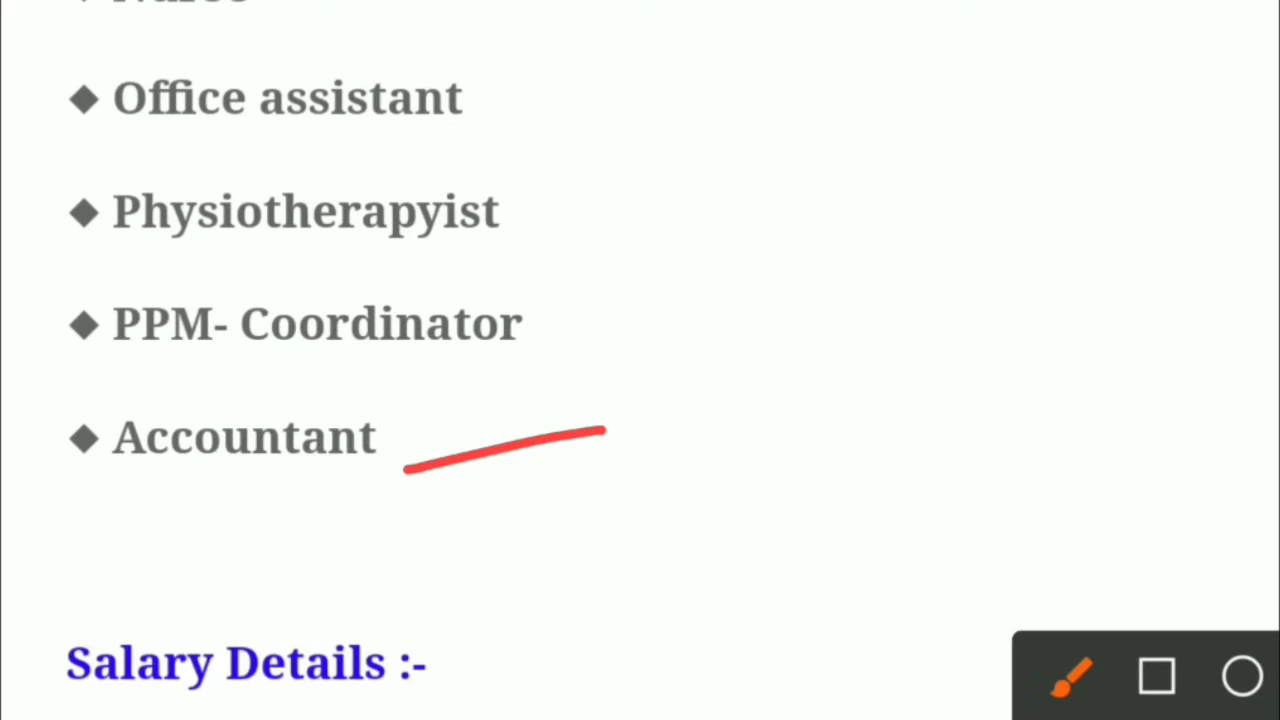 ◆ Office assistant
◆ Physiotherapyist
◆ PPM- Coordinator
◆ Accountant
Salary Details :-